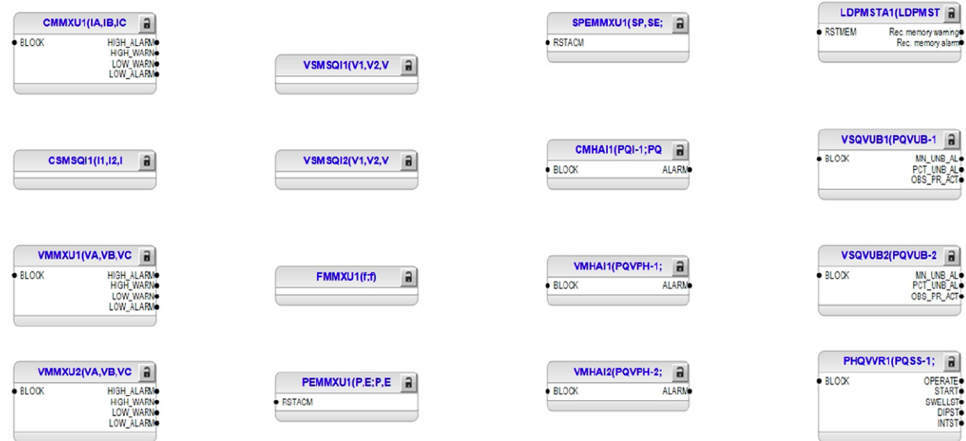 CMMXU1(IA,IB,IC
BLOCK HIGH_ALARM
HIGH_WARN
LOW_WARN
LOW_ALARM
CSMSQI1(I1,I2,I
VMMXU1(VA,VB,VC
BLOCK HIGH_ALARM
HIGH_WARN
LOW_WARN
LOW_ALARM
VMMXU2(VA,VB,VC
BLOCK HIGH_ALARM
HIGH_WARN
LOW_WARN
LOW_ALARM
VSMSQI1(V1,V2,V
VSMSQI2(V1,V2,V
FMMXU1(f;f)
PEMMXU1(P,E;P,E
RSTACM
SPEMMXU1(SP,SE;
RSTACM
CMHAI1(PQI-1;PQ
BLOCK ALARM
VMHAI1(PQVPH-1;
BLOCK ALARM
VMHAI2(PQVPH-2;
BLOCK ALARM
LDPMSTA1(LDPMST
RSTMEM Rec. memory warning
Rec. memory alarm
VSQVUB1(PQVUB-1
BLOCK MN_UNB_AL
PCT_UNB_AL
OBS_PR_ACT
VSQVUB2(PQVUB-2
BLOCK MN_UNB_AL
PCT_UNB_AL
OBS_PR_ACT
PHQVVR1(PQSS-1;
BLOCK OPERATE
START
SWELLST
DIPST
INTST